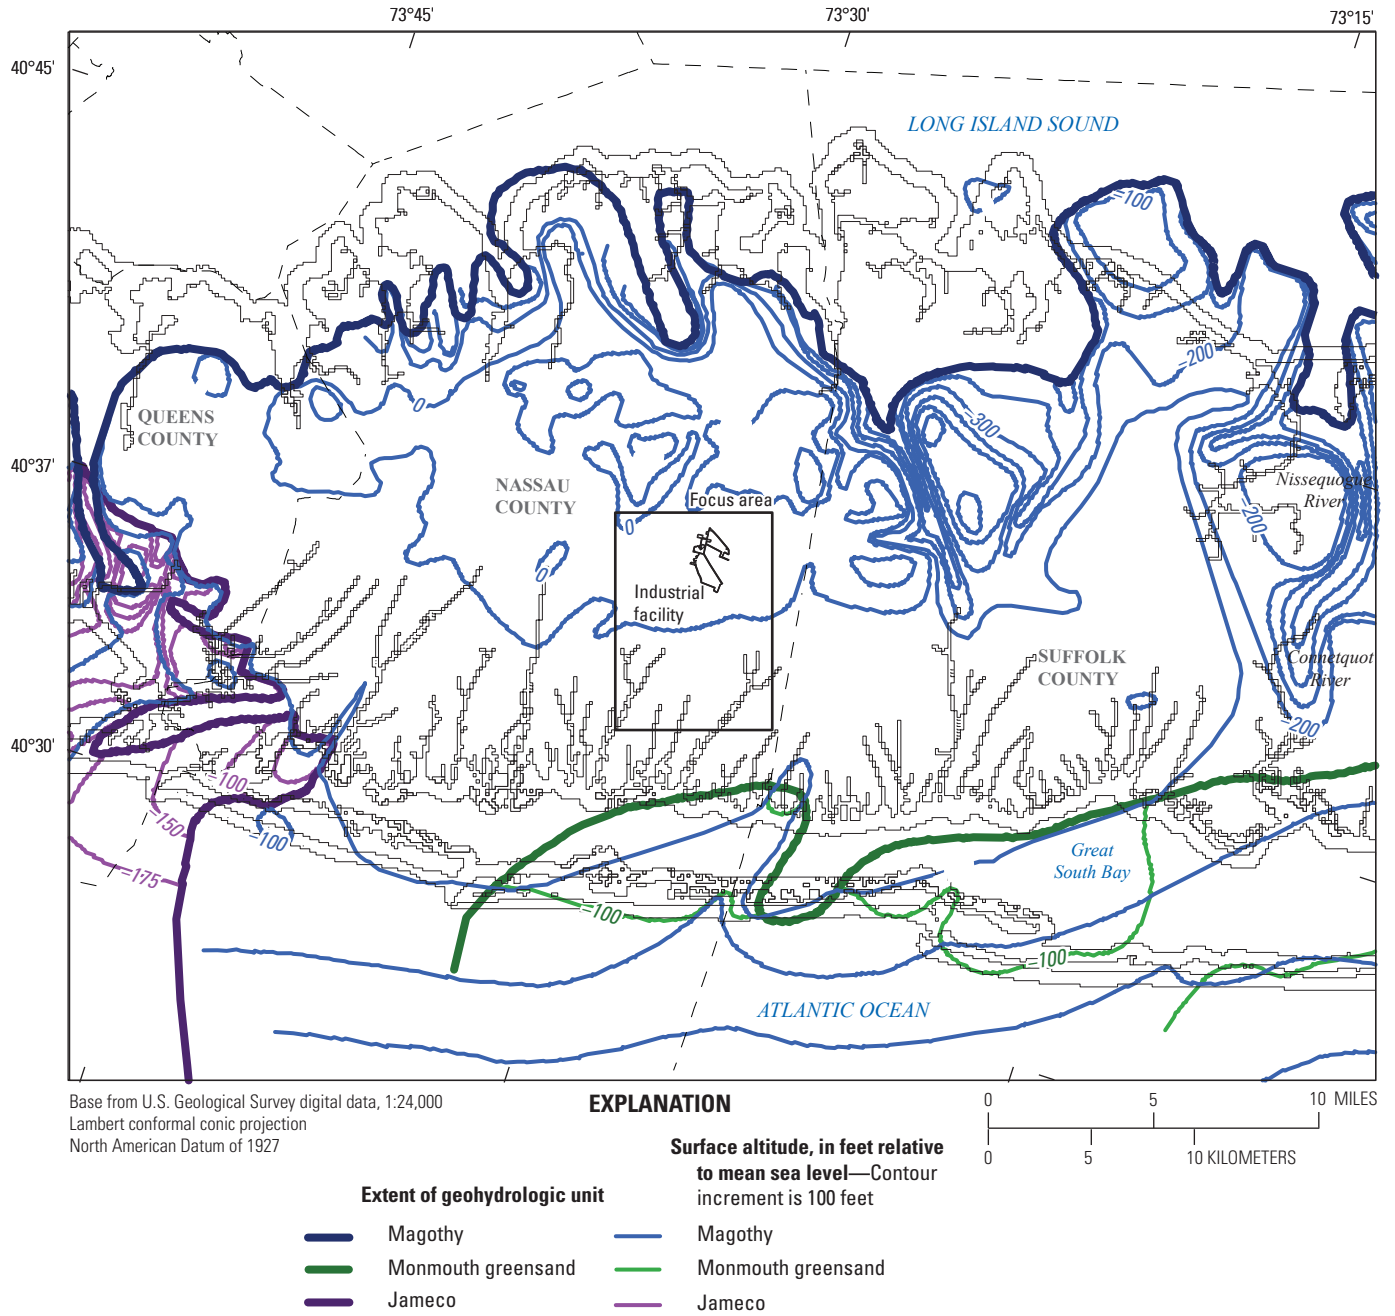 73°45'
73°30'
73°15'
40°45'
LONG ISLAND SOUND
−100
−200
0
−300
QUEENS
COUNTY
40°37'
NASSAU
COUNTY
Focus area
Nissequogue
River
−200
0
0
Industrial
facility
SUFFOLK
COUNTY
Connetquot
River
−200
40°30'
−100
−150
−100
Great
South Bay
−175
−100
−100
ATLANTIC OCEAN
Base from U.S. Geological Survey digital data, 1:24,000
Lambert conformal conic projection
North American Datum of 1927
EXPLANATION
0 5 10 MILES
0 5 10 KILOMETERS
Surface altitude, in feet relative
to mean sea level—Contour
increment is 100 feet
Extent of geohydrologic unit
Magothy
Magothy
Monmouth greensand
Monmouth greensand
Jameco
Jameco